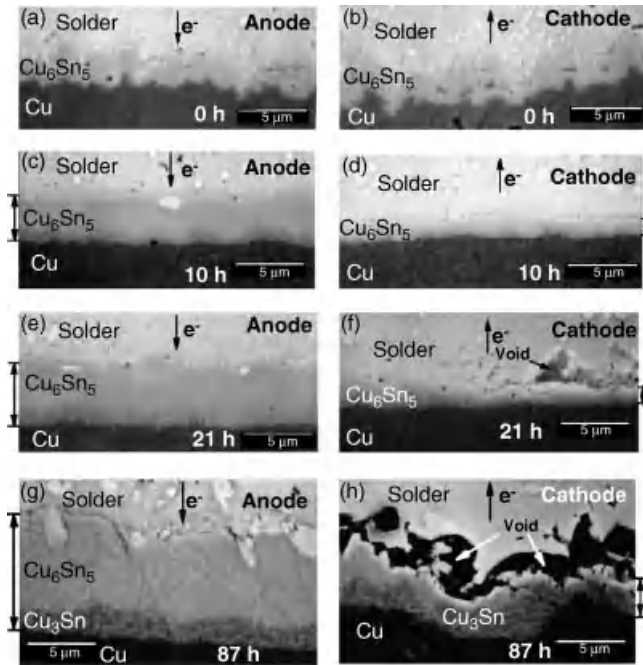 (a) Solder e- Anode
Cu6Sn5
Cu
0 h 5 µm
(b) Solder e- Cathode
Cu6Sn5
Cu
0 h 5 µm
(c) Solder e- Anode
Cu6Sn5
Cu
10 h 5 µm
(d) Solder e- Cathode
Cu6Sn5
Cu
10 h 5 µm
(e) Solder e- Anode
Cu6Sn5
Cu
21 h 5 µm
(f) Solder e- Cathode
Void
Cu6Sn5
Cu
21 h 5 µm
(g) Solder e- Anode
Cu6Sn5
Cu3Sn
5 µm Cu 87 h
(h) Solder e- Cathode
Void
Cu3Sn
Cu
87 h 5 µm